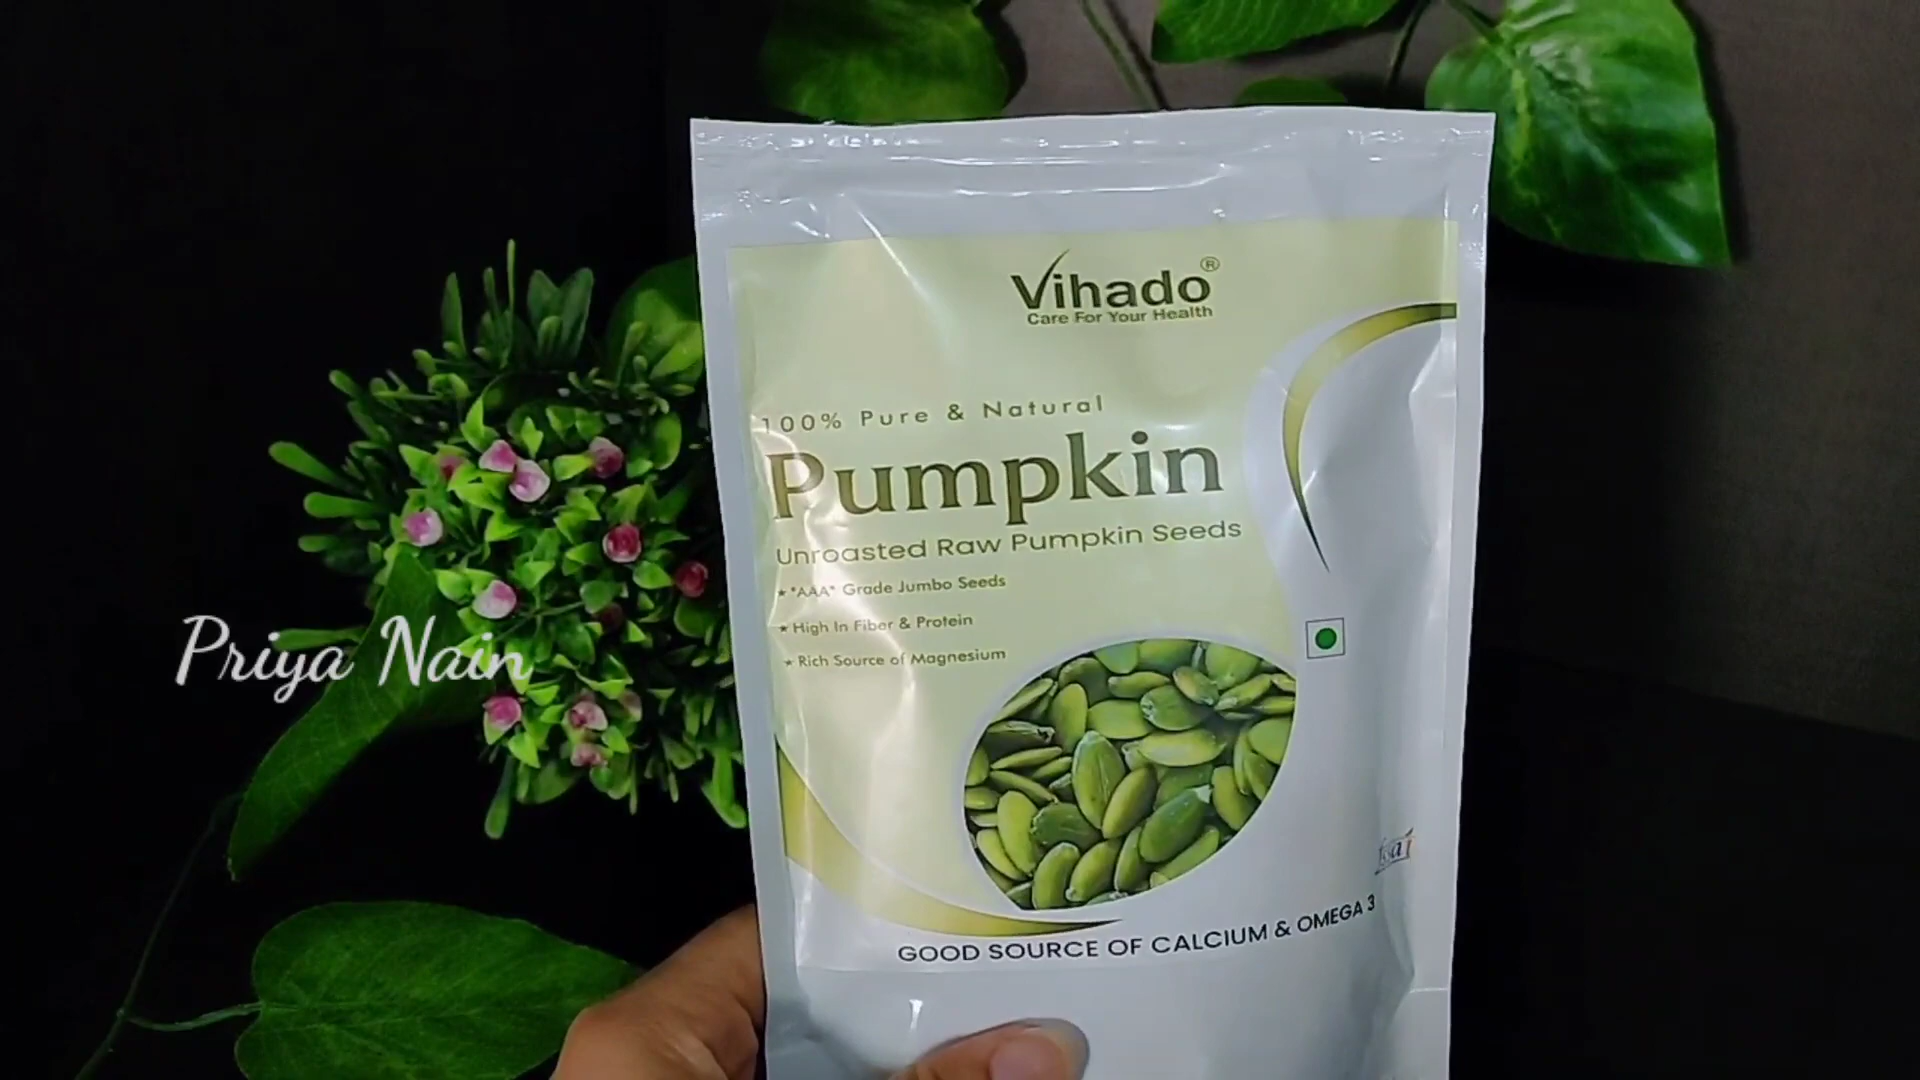 Vihado®
Care For Your Health
100% Pure & Natural
Pumpkin
Unroasted Raw Pumpkin Seeds
★ "AAA" Grade Jumbo Seeds
★ High In Fiber & Protein
★ Rich Source of Magnesium
Priya Nain
GOOD SOURCE OF CALCIUM & OMEGA 3